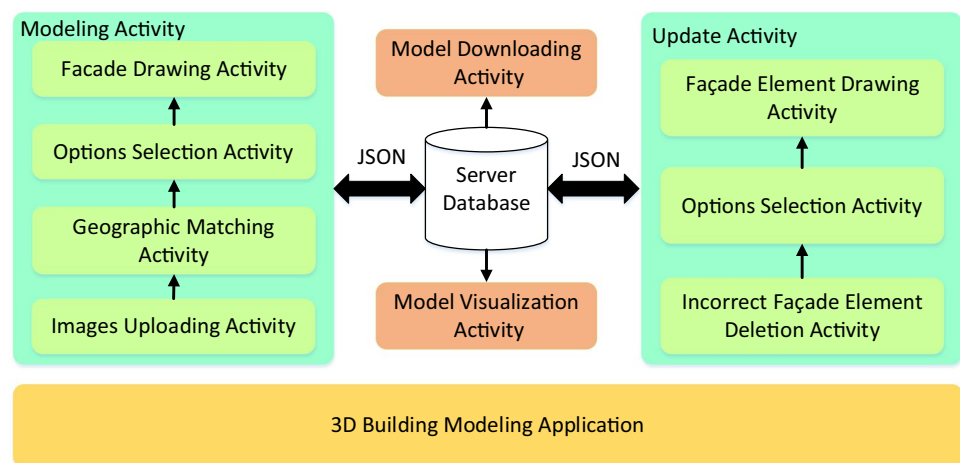 Modeling Activity
Facade Drawing Activity
Options Selection Activity
Geographic Matching
Activity
Images Uploading Activity
JSON
Model Downloading
Activity
Server
Database
Model Visualization
Activity
JSON
Update Activity
Façade Element Drawing
Activity
Options Selection Activity
Incorrect Façade Element
Deletion Activity
3D Building Modeling Application